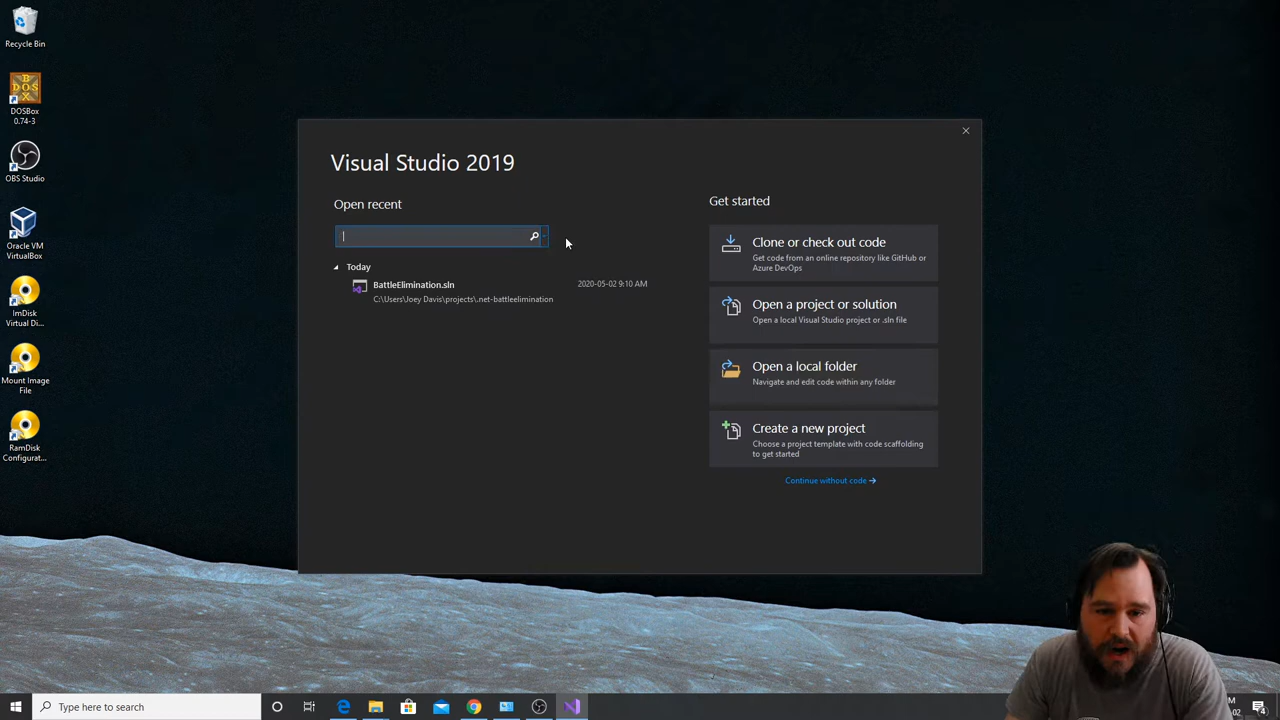 Recycle Bin
DOSBox
0.74-3
OBS Studio
Oracle VM
VirtualBox
ImDisk
Virtual Di...
Mount Image
File
RamDisk
Configurat...
Visual Studio 2019
Open recent
Today
BattleElimination.sln
2020-05-02 9:10 AM
C:\Users\Joey Davis\projects\.net-battleelimination
Get started
Clone or check out code
Get code from an online repository like GitHub or
Azure DevOps
Open a project or solution
Open a local Visual Studio project or .sln file
Open a local folder
Navigate and edit code within any folder
Create a new project
Choose a project template with code scaffolding
to get started
Continue without code
Type here to search
M
02
4